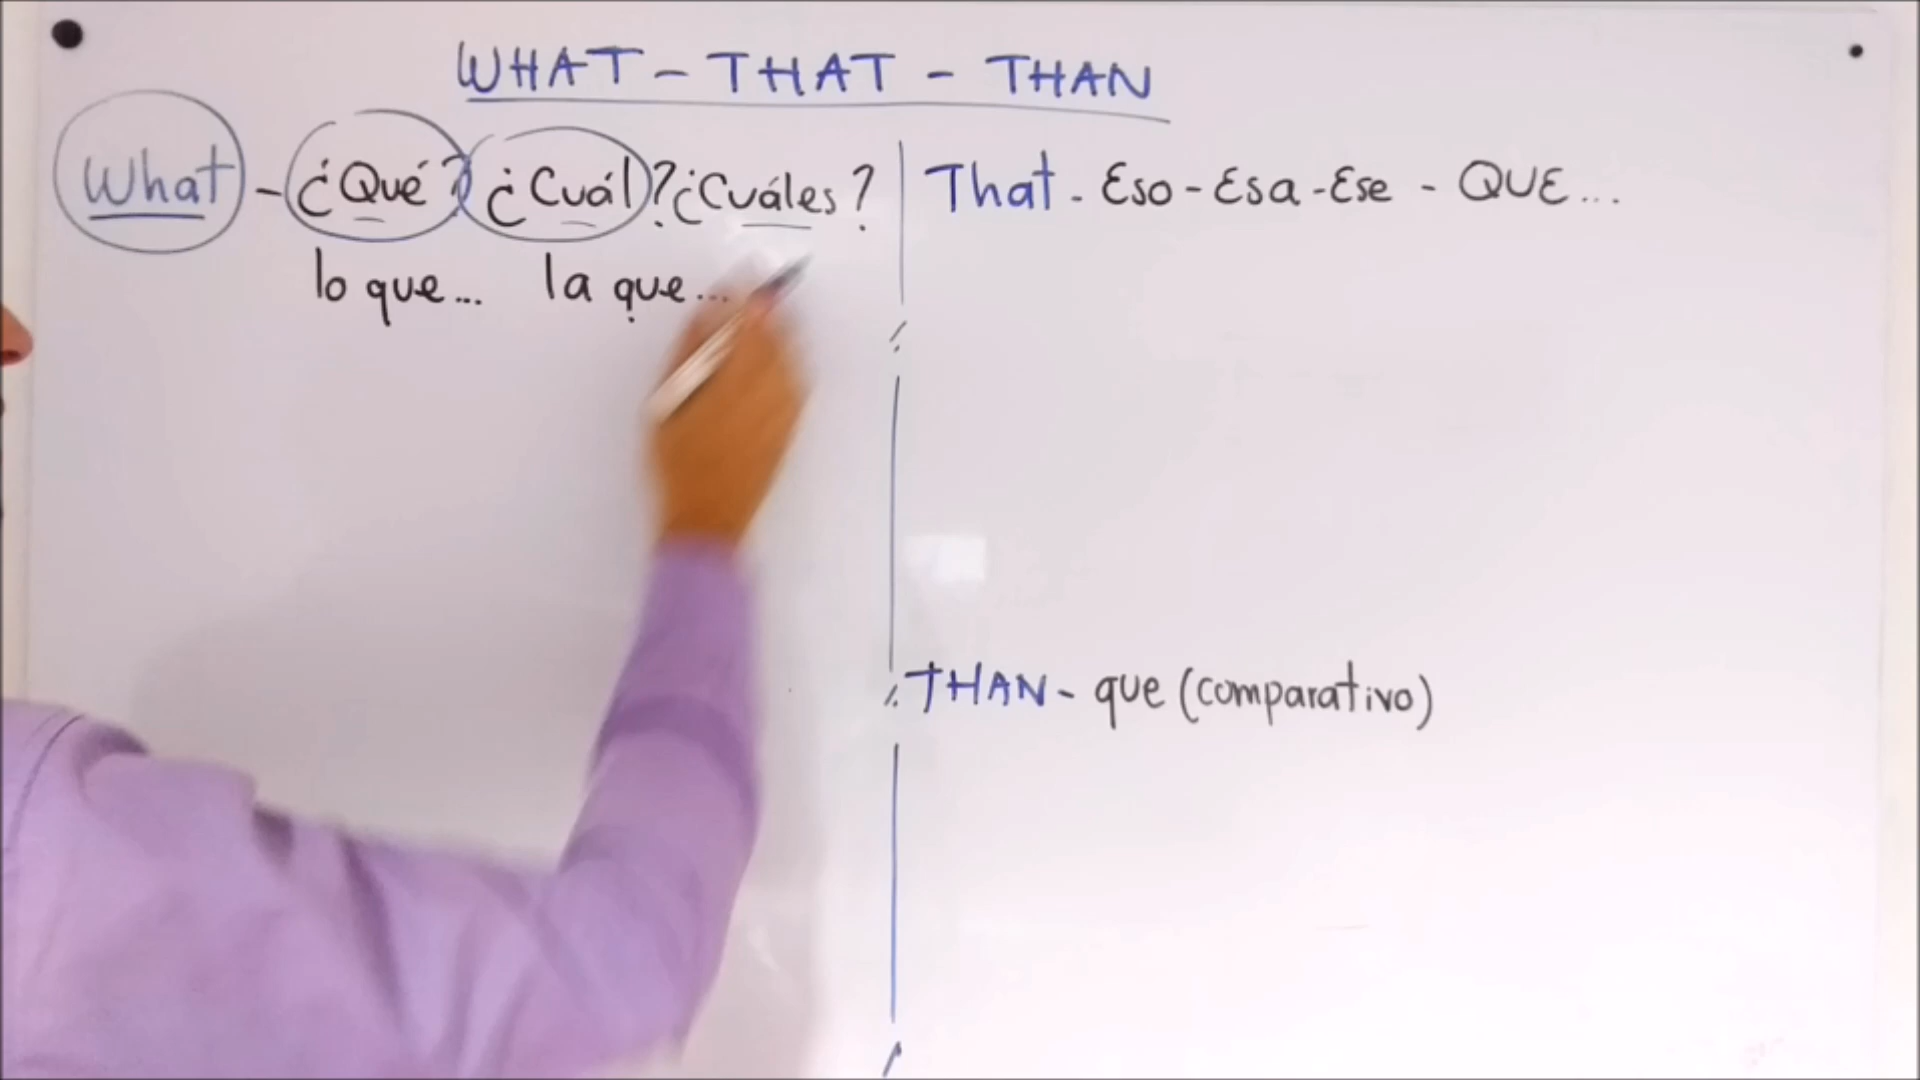 WHAT - THAT - THAN
What - ¿Qué? ¿Cuál? ¿Cuáles?
lo que... la que...
That - Eso - Esa - Ese - QUE...
THAN - que (comparativo)